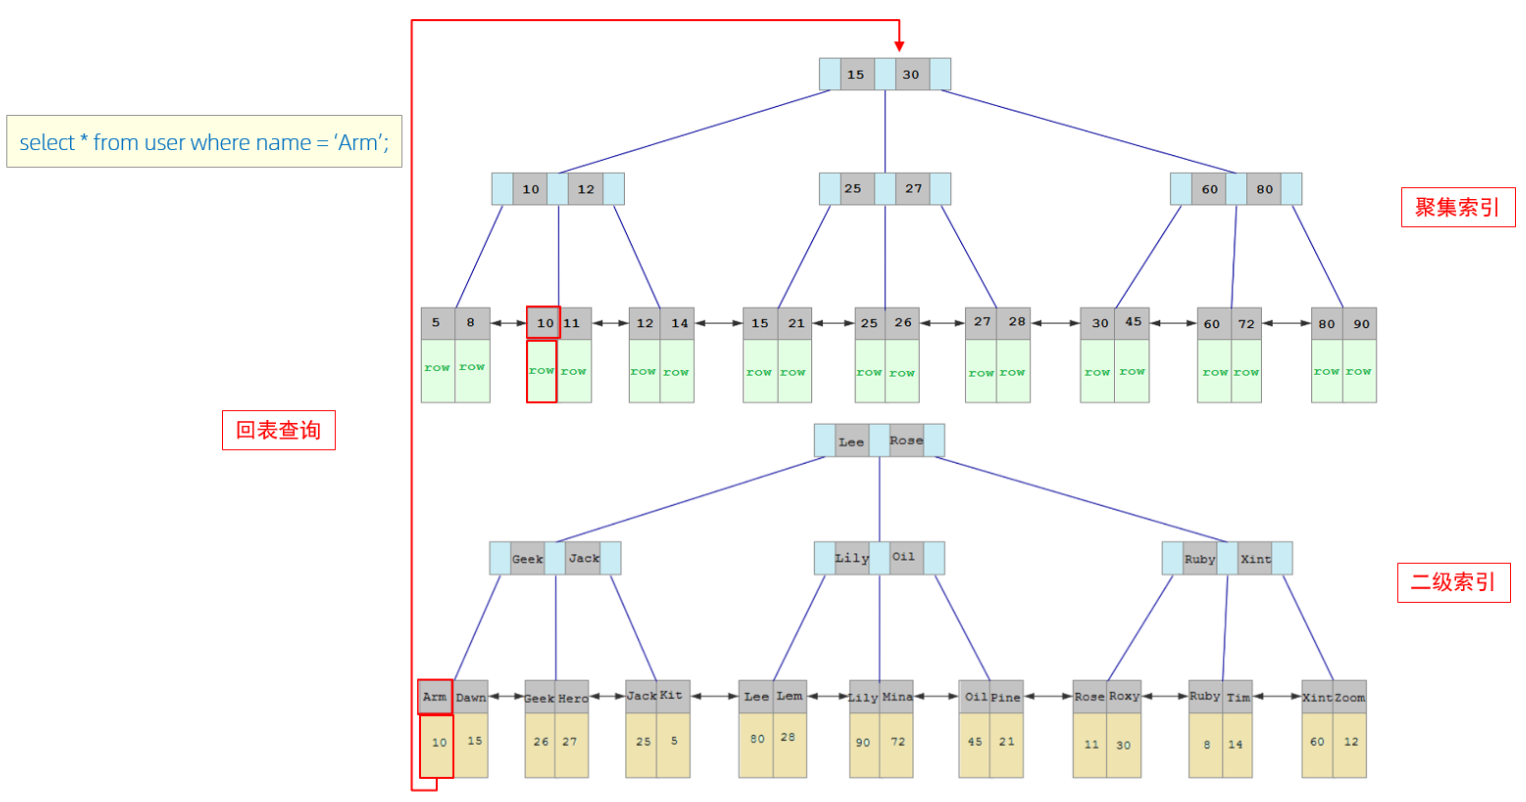 15 30
select * from user where name = ‘Arm’;
10 12 25 27 60 80
聚集索引
5 8 10 11 12 14 15 21 25 26 27 28 30 45 60 72 80 90
row row row row row row row row row row row row row row row row row row
回表查询
Lee Rose
Geek Jack Lily Oil Ruby Xint
二级索引
Arm Dawn Geek Hero Jack Kit Lee Lem Lily Mina Oil Pine Rose Roxy Ruby Tim Xint Zoom
10 15 26 27 25 5 80 28 90 72 45 21 11 30 8 14 60 12